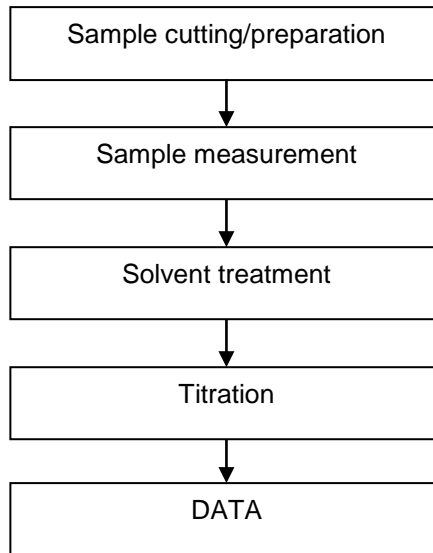 Sample cutting/preparation
Sample measurement
Solvent treatment
Titration
DATA